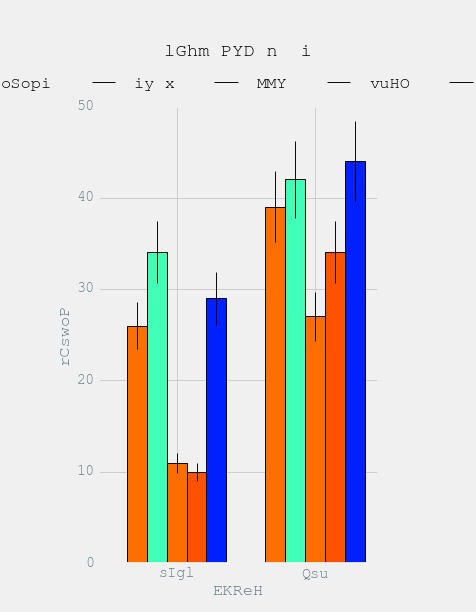 lGhm PYD n  i
oSopi iy x MMY vuHO
50
40
30
20
10
0
rCswoP
sIgl Qsu
EKReH